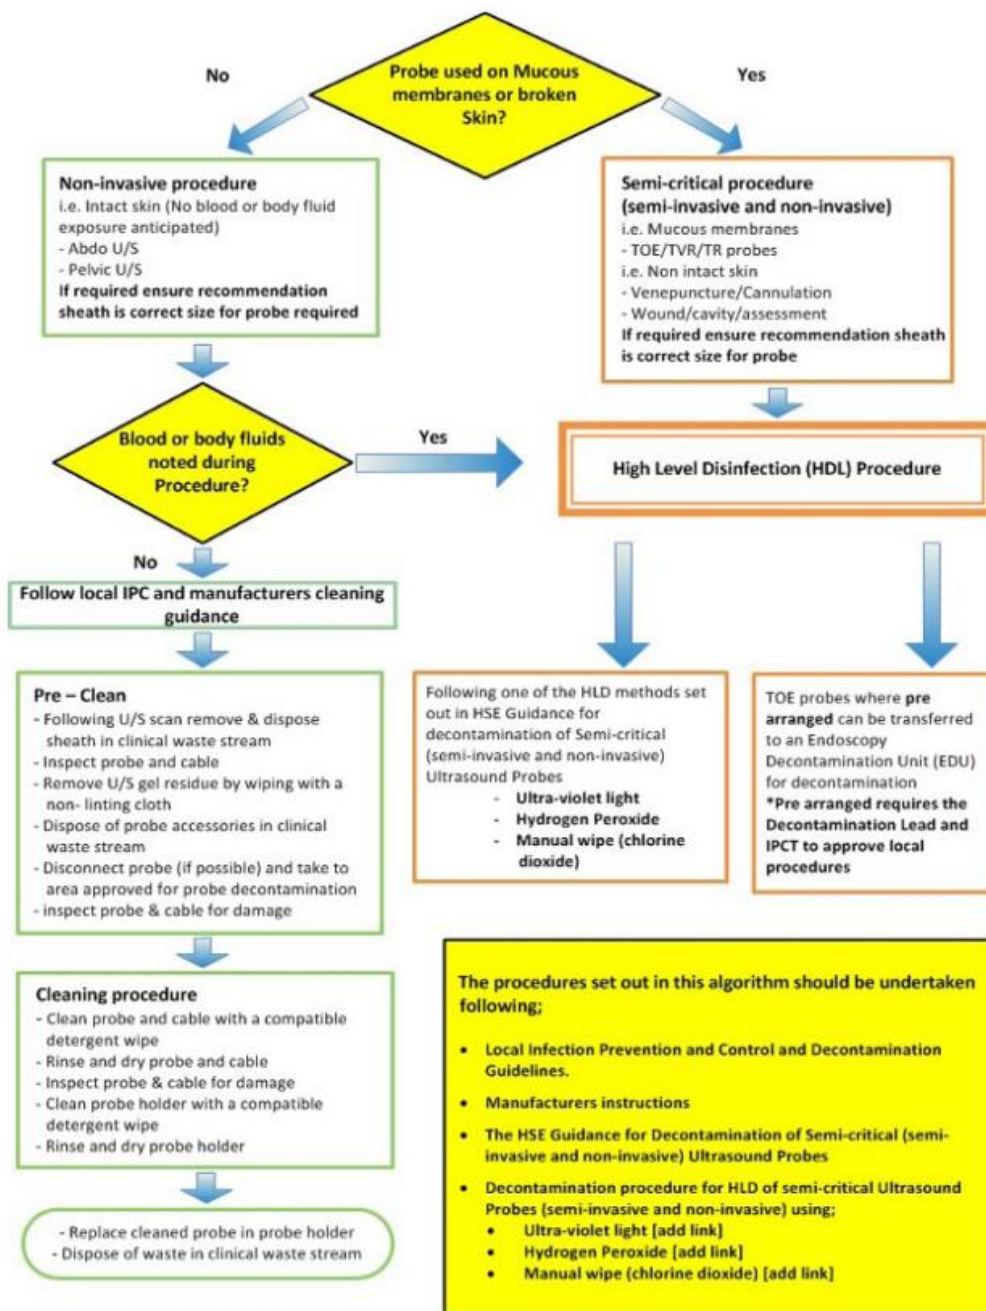 No
Probe used on Mucous
membranes or broken
Skin?
Yes
Non-invasive procedure
i.e. Intact skin (No blood or body fluid
exposure anticipated)
- Abdo U/S
- Pelvic U/S
If required ensure recommendation
sheath is correct size for probe required
Semi-critical procedure
(semi-invasive and non-invasive)
i.e. Mucous membranes
- TOE/TVR/TR probes
i.e. Non intact skin
- Venepuncture/Cannulation
- Wound/cavity/assessment
If required ensure recommendation sheath
is correct size for probe
Blood or body fluids
noted during
Procedure?
Yes
High Level Disinfection (HDL) Procedure
No
Follow local IPC and manufacturers cleaning
guidance
Pre – Clean
- Following U/S scan remove & dispose
sheath in clinical waste stream
- Inspect probe and cable
- Remove U/S gel residue by wiping with a
non- linting cloth
- Dispose of probe accessories in clinical
waste stream
- Disconnect probe (if possible) and take to
area approved for probe decontamination
- inspect probe & cable for damage
Following one of the HLD methods set
out in HSE Guidance for
decontamination of Semi-critical
(semi-invasive and non-invasive)
Ultrasound Probes
- Ultra-violet light
- Hydrogen Peroxide
- Manual wipe (chlorine
dioxide)
TOE probes where pre
arranged can be transferred
to an Endoscopy
Decontamination Unit (EDU)
for decontamination
*Pre arranged requires the
Decontamination Lead and
IPCT to approve local
procedures
Cleaning procedure
- Clean probe and cable with a compatible
detergent wipe
- Rinse and dry probe and cable
- Inspect probe & cable for damage
- Clean probe holder with a compatible
detergent wipe
- Rinse and dry probe holder
- Replace cleaned probe in probe holder
- Dispose of waste in clinical waste stream
The procedures set out in this algorithm should be undertaken
following;
• Local Infection Prevention and Control and Decontamination
Guidelines.
• Manufacturers instructions
• The HSE Guidance for Decontamination of Semi-critical (semi-
invasive and non-invasive) Ultrasound Probes
• Decontamination procedure for HLD of semi-critical Ultrasound
Probes (semi-invasive and non-invasive) using;
• Ultra-violet light [add link]
• Hydrogen Peroxide [add link]
• Manual wipe (chlorine dioxide) [add link]